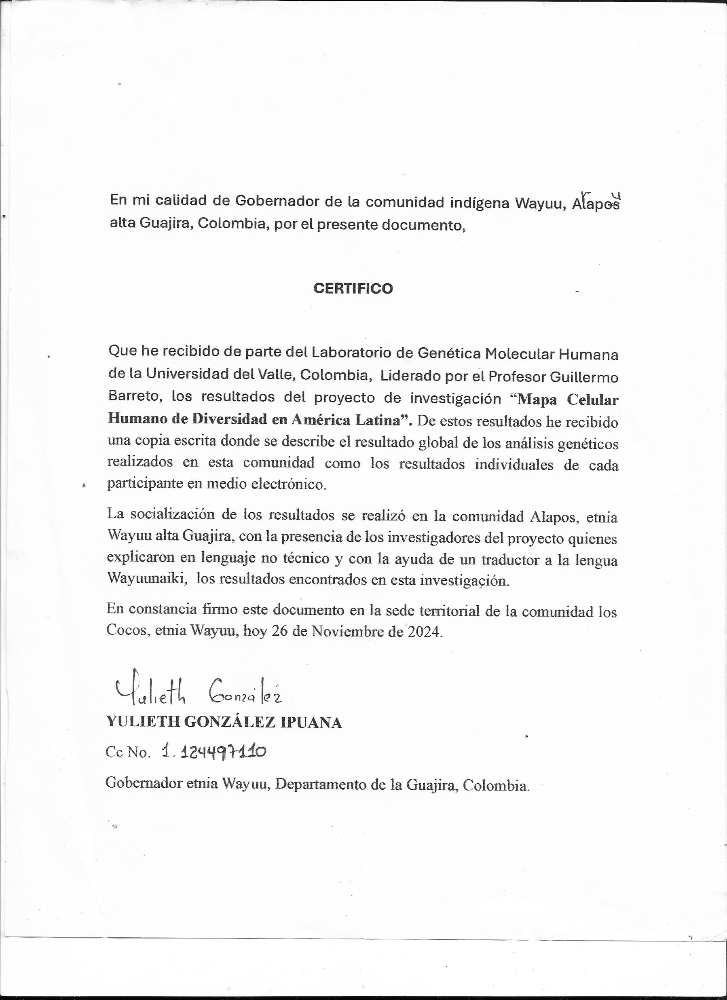 En mi calidad de Gobernador de la comunidad indígena Wayuu, Alapos
alta Guajira, Colombia, por el presente documento,
CERTIFICO
Que he recibido de parte del Laboratorio de Genética Molecular Humana
de la Universidad del Valle, Colombia, Liderado por el Profesor Guillermo
Barreto, los resultados del proyecto de investigación “Mapa Celular
Humano de Diversidad en América Latina”. De estos resultados he recibido
una copia escrita donde se describe el resultado global de los análisis genéticos
realizados en esta comunidad como los resultados individuales de cada
participante en medio electrónico.
La socialización de los resultados se realizó en la comunidad Alapos, etnia
Wayuu alta Guajira, con la presencia de los investigadores del proyecto quienes
explicaron en lenguaje no técnico y con la ayuda de un traductor a la lengua
Wayuunaiki, los resultados encontrados en esta investigación.
En constancia firmo este documento en la sede territorial de la comunidad los
Cocos, etnia Wayuu, hoy 26 de Noviembre de 2024.
Yulieth González
YULIETH GONZÁLEZ IPUANA
Cc No. 1.124497110
Gobernador etnia Wayuu, Departamento de la Guajira, Colombia.